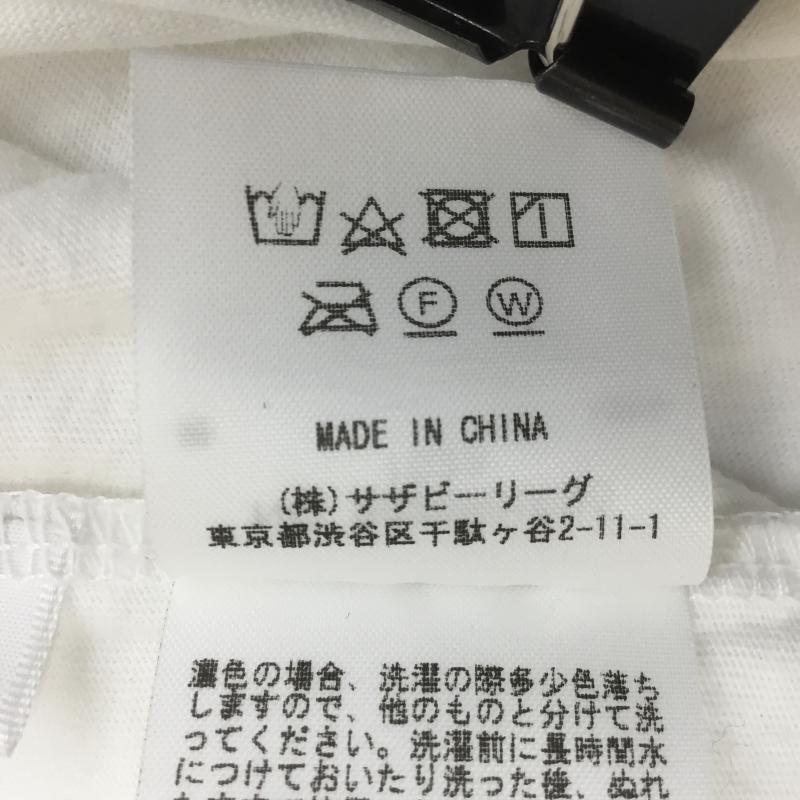 F W
MADE IN CHINA
(株)サザビーリーグ
東京都渋谷区千駄ヶ谷2-11-1
濃色の場合、洗濯の際多少色落ち
しますので、他のものと分けて洗
ってください。洗濯前に長時間水
につけておいたり洗った後、ぬれ